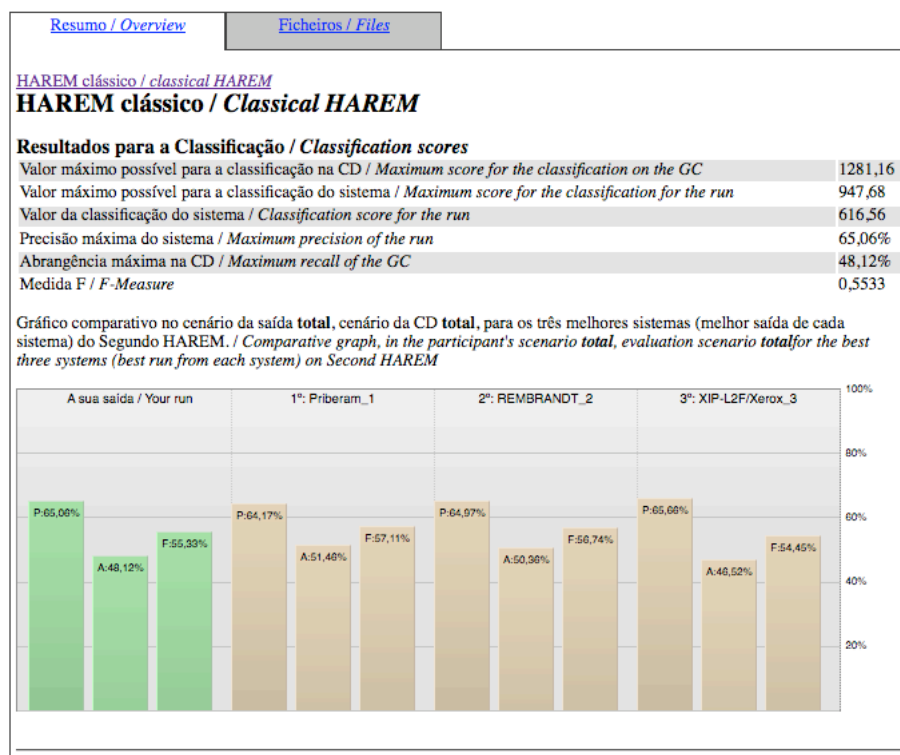 Resumo / Overview
Ficheiros / Files
HAREM clássico / classical HAREM
HAREM clássico / Classical HAREM
Resultados para a Classificação / Classification scores
Valor máximo possível para a classificação na CD / Maximum score for the classification on the GC 1281,16
Valor máximo possível para a classificação do sistema / Maximum score for the classification for the run 947,68
Valor da classificação do sistema / Classification score for the run 616,56
Precisão máxima do sistema / Maximum precision of the run 65,06%
Abrangência máxima na CD / Maximum recall of the GC 48,12%
Medida F / F-Measure 0,5533
Gráfico comparativo no cenário da saída total, cenário da CD total, para os três melhores sistemas (melhor saída de cada
sistema) do Segundo HAREM. / Comparative graph, in the participant's scenario total, evaluation scenario totalfor the best
three systems (best run from each system) on Second HAREM
A sua saída / Your run
1º: Priberam_1
2º: REMBRANDT_2
3º: XIP-L2F/Xerox_3
100%
80%
60%
40%
20%
P:65,06%
A:48,12%
F:55,33%
P:64,17%
A:51,46%
F:57,11%
P:64,97%
A:50,36%
F:56,74%
P:65,66%
A:46,52%
F:54,45%